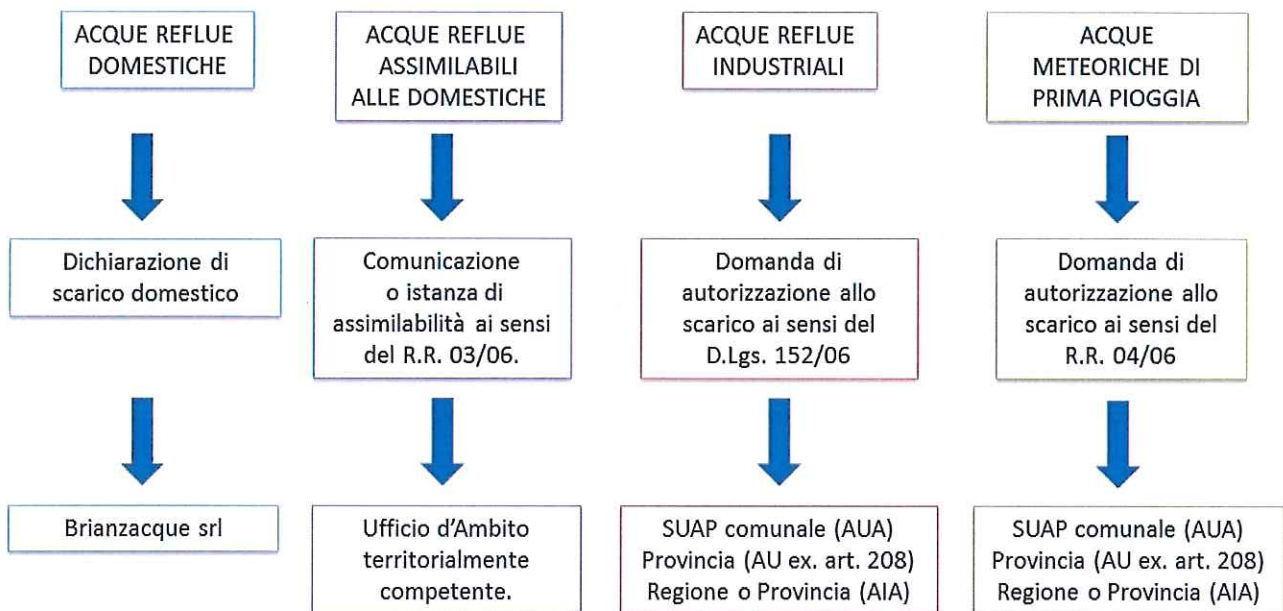 ACQUE REFLUE
DOMESTICHE
ACQUE REFLUE
ASSIMILABILI
ALLE DOMESTICHE
ACQUE REFLUE
INDUSTRIALI
ACQUE
METEORICHE DI
PRIMA PIOGGIA
Dichiarazione di
scarico domestico
Comunicazione
o istanza di
assimilabilità ai sensi
del R.R. 03/06.
Domanda di
autorizzazione allo
scarico ai sensi del
D.Lgs. 152/06
Domanda di
autorizzazione allo
scarico ai sensi del
R.R. 04/06
Brianzacque srl
Ufficio d'Ambito
territorialmente
competente.
SUAP comunale (AUA)
Provincia (AU ex. art. 208)
Regione o Provincia (AIA)
SUAP comunale (AUA)
Provincia (AU ex. art. 208)
Regione o Provincia (AIA)